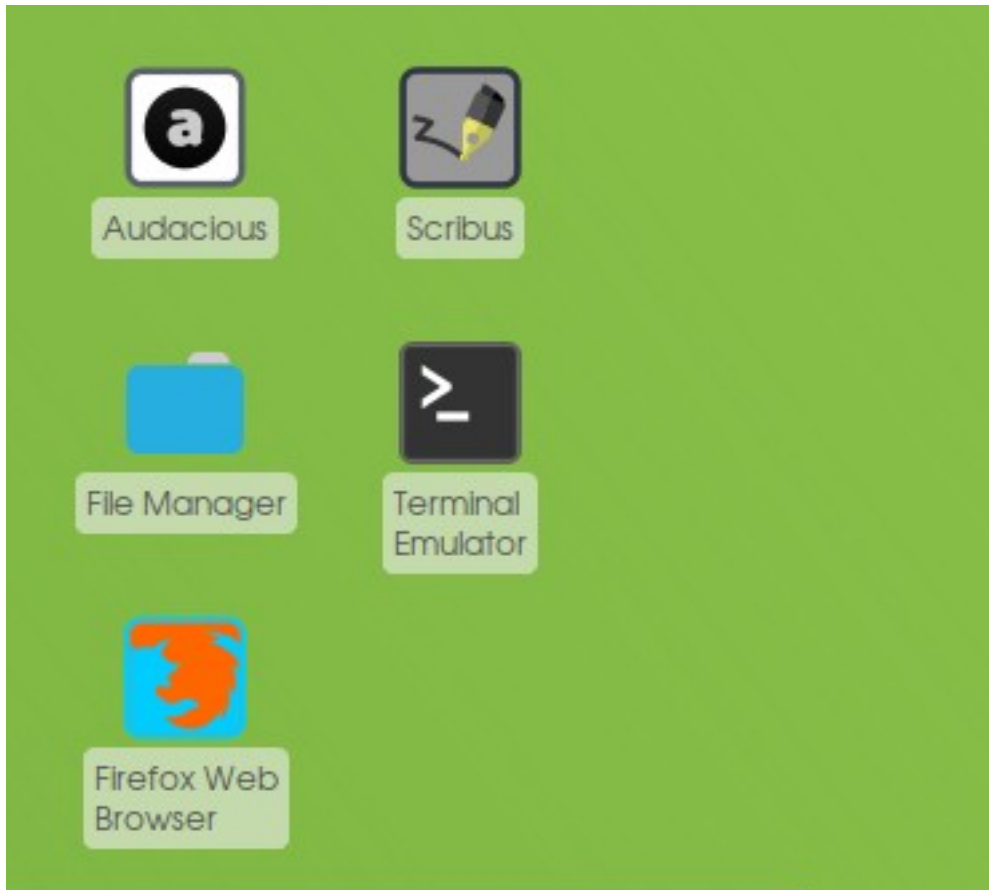 Audacious
Scribus
File Manager
Terminal
Emulator
Firefox Web
Browser